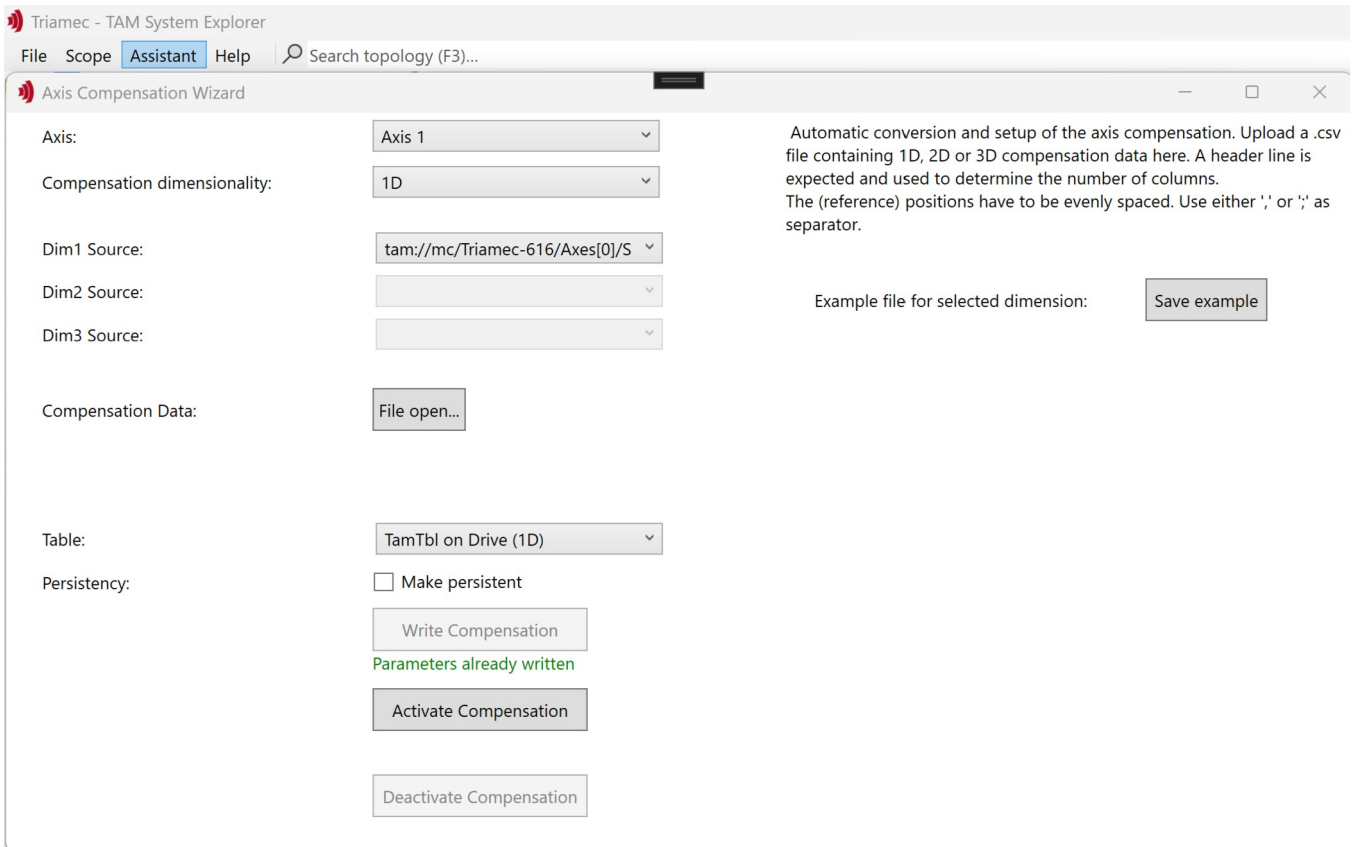 Triamec - TAM System Explorer
File Scope Assistant Help Search topology (F3)...
Axis Compensation Wizard
Axis: Axis 1
Compensation dimensionality: 1D
Dim1 Source: tam://mc/Triamec-616/Axes[0]/S
Dim2 Source:
Dim3 Source:
Compensation Data: File open...
Table: TamTbl on Drive (1D)
Persistency: Make persistent
Write Compensation
Parameters already written
Activate Compensation
Deactivate Compensation
Automatic conversion and setup of the axis compensation. Upload a .csv
file containing 1D, 2D or 3D compensation data here. A header line is
expected and used to determine the number of columns.
The (reference) positions have to be evenly spaced. Use either ',' or ';' as
separator.
Example file for selected dimension: Save example